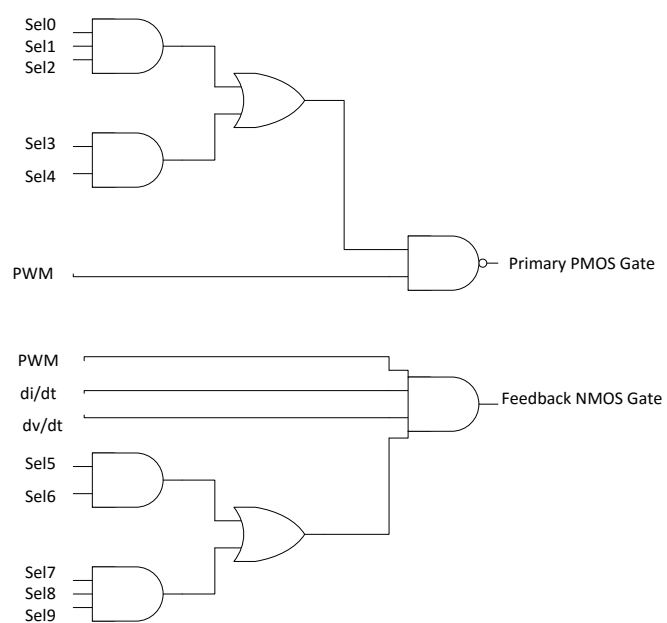 Sel0
Sel1
Sel2
Sel3
Sel4
PWM
Primary PMOS Gate
PWM
di/dt
dv/dt
Feedback NMOS Gate
Sel5
Sel6
Sel7
Sel8
Sel9